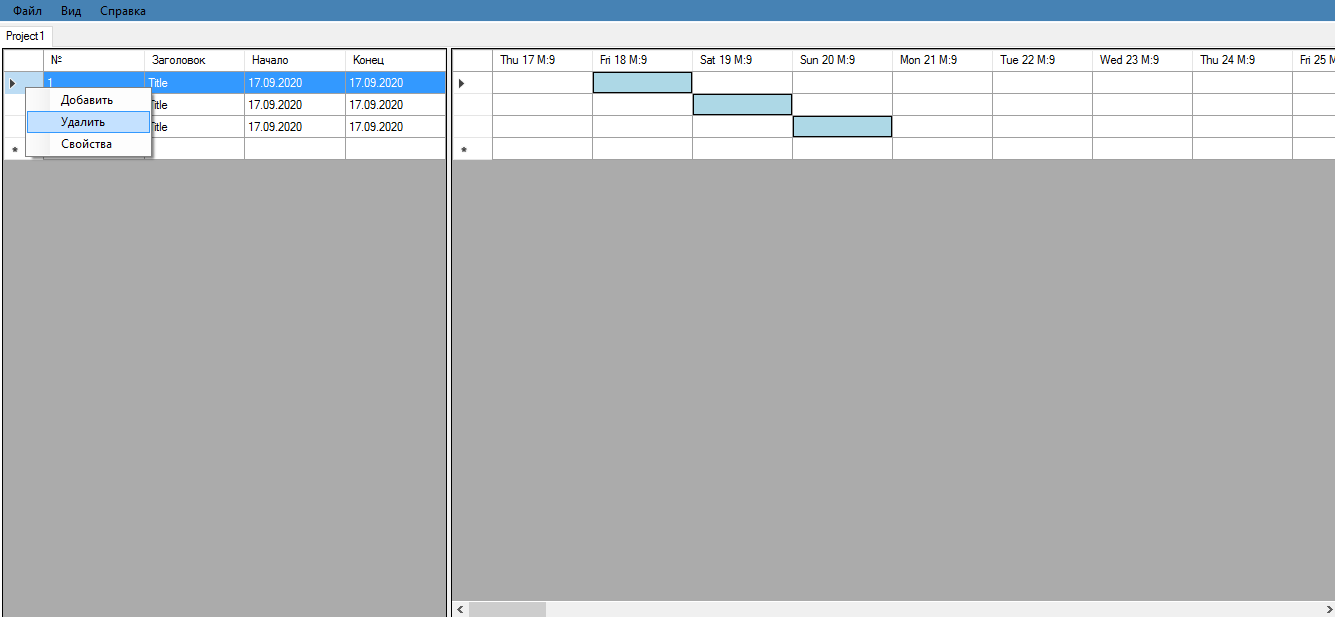 Файл Вид Справка
Project1
№ Заголовок Начало Конец Thu 17 M:9 Fri 18 M:9 Sat 19 M:9 Sun 20 M:9 Mon 21 M:9 Tue 22 M:9 Wed 23 M:9 Thu 24 M:9 Fri 25 M
1 Title 17.09.2020 17.09.2020
Добавить
itle 17.09.2020 17.09.2020
Удалить
itle 17.09.2020 17.09.2020
Свойства